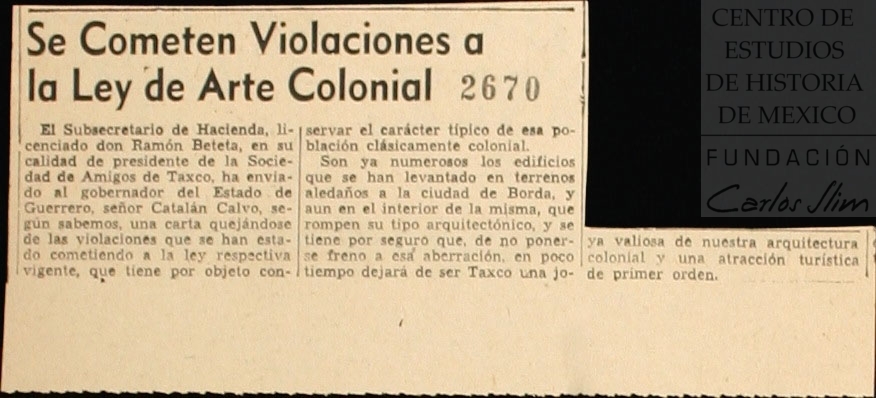 Se Cometen Violaciones a
la Ley de Arte Colonial 2670
El Subsecretario de Hacienda, li-
cenciado don Ramón Beteta, en su
calidad de presidente de la Socie-
dad de Amigos de Taxco, ha envia-
do al gobernador del Estado de
Guerrero, señor Catalán Calvo, se-
gún sabemos, una carta quejándose
de las violaciones que se han esta-
do cometiendo a la ley respectiva
vigente, que tiene por objeto con-
servar el carácter típico de esa po-
blación clásicamente colonial.
Son ya numerosos los edificios
que se han levantado en terrenos
aledaños a la ciudad de Borda, y
aun en el interior de la misma, que
rompen su tipo arquitectónico, y se
tiene por seguro que, de no poner-
se freno a esa aberración, en poco
tiempo dejará de ser Taxco una jo-
ya valiosa de nuestra arquitectura
colonial y una atracción turística
de primer orden.
CENTRO DE
ESTUDIOS
DE HISTORIA
DE MEXICO
FUNDACIÓN
Carlos Slim